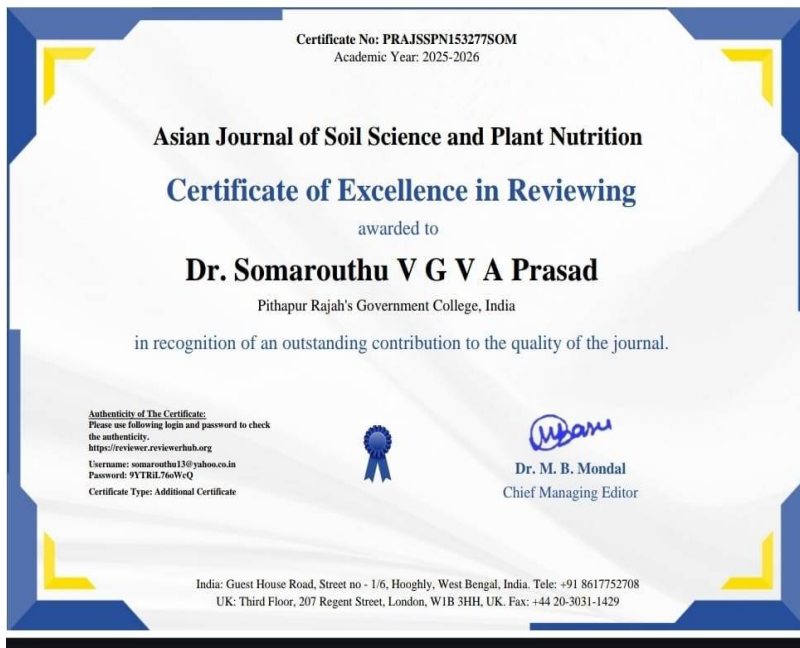 Certificate No: PRAJSSPN153277SOM
Academic Year: 2025-2026
Asian Journal of Soil Science and Plant Nutrition
Certificate of Excellence in Reviewing
awarded to
Dr. Somarouthu V G V A Prasad
Pithapur Rajah's Government College, India
in recognition of an outstanding contribution to the quality of the journal.
Authenticity of The Certificate:
Please use following login and password to check
the authenticity.
https://reviewer.reviewerhub.org
Username: somarouthu13@yahoo.co.in
Password: 9YTRiL76oWcQ
Certificate Type: Additional Certificate
Dr. M. B. Mondal
Chief Managing Editor
India: Guest House Road, Street no - 1/6, Hooghly, West Bengal, India. Tele: +91 8617752708
UK: Third Floor, 207 Regent Street, London, W1B 3HH, UK. Fax: +44 20-3031-1429